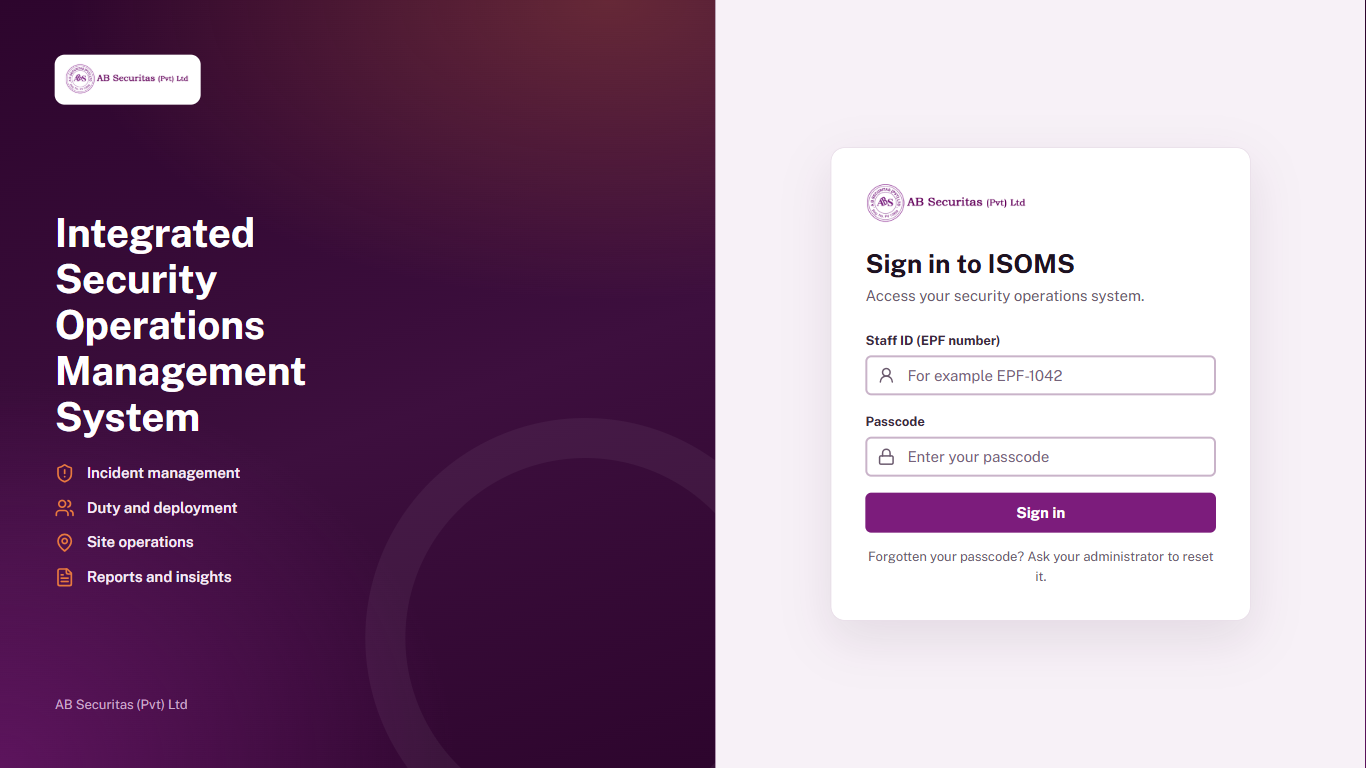 AB Securitas (Pvt) Ltd
Integrated
Security
Operations
Management
System
Incident management
Duty and deployment
Site operations
Reports and insights
AB Securitas (Pvt) Ltd
ABS
AB Securitas (Pvt) Ltd
Sign in to ISOMS
Access your security operations system.
Staff ID (EPF number)
For example EPF-1042
Passcode
Enter your passcode
Sign in
Forgotten your passcode? Ask your administrator to reset
it.